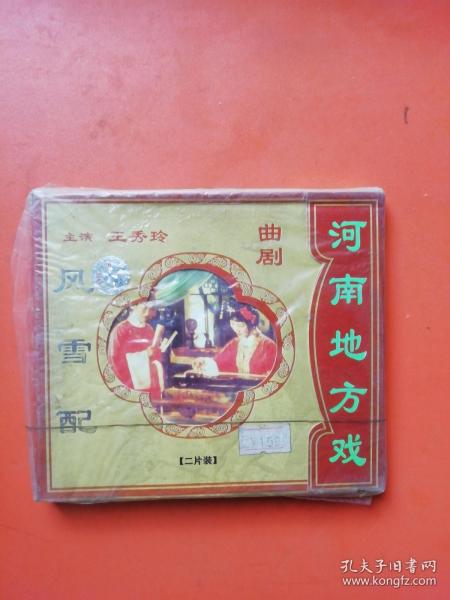 主演 王秀玲
曲剧
风雪配
河南地方戏
【二片装】
孔夫子旧书网
www.kongfz.com